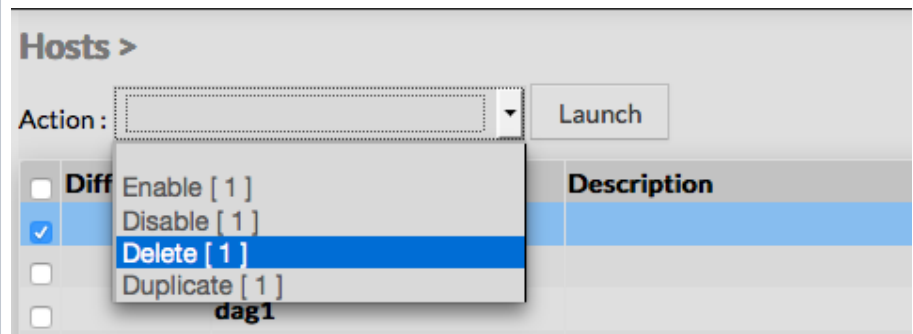 Hosts >
Action :
Launch
Diff
Description
Enable [ 1 ]
Disable [ 1 ]
Delete [ 1 ]
Duplicate [ 1 ]
dag1